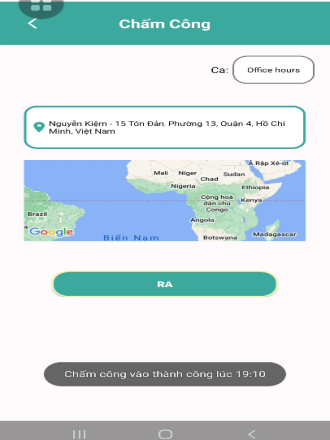 Chấm Công
Ca: Office hours
Nguyễn Kiệm - 15 Tôn Đản, Phường 13, Quận 4, Hồ Chí
Minh, Việt Nam
Ả Rập Xê-út
Mali Niger
Chad
Sudan
Nigeria
Ethiopia
Cộng hoà
dân chủ
Congo
Kenya
Brazil
Angola
Google
Biển Nam
Botswana
Madagascar
RA
Chấm công vào thành công lúc 19:10